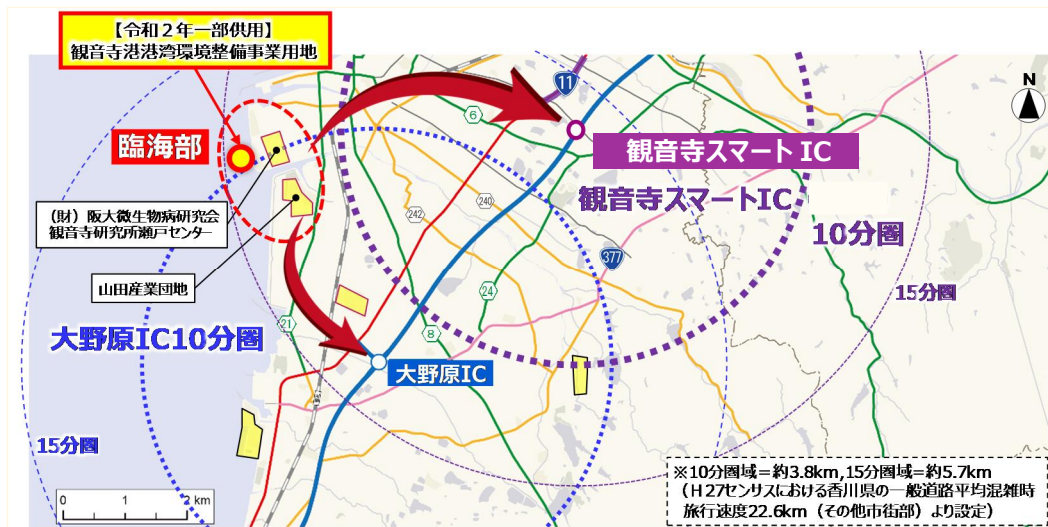 【令和２年一部供用】
観音寺港港湾環境整備事業用地
臨海部
（財）阪大微生物病研究会
観音寺研究所瀬戸センター
山田産業団地
11
6
N
観音寺スマート IC
観音寺スマートIC
242
240
377
10分圏
15分圏
24
21
8
大野原IC10分圏
大野原IC
15分圏
0 1 2 km
※10分圏域＝約3.8km，15分圏域＝約5.7km
（Ｈ27センサスにおける香川県の一般道路平均混雑時
旅行速度22.6km（その他市街部）より設定）